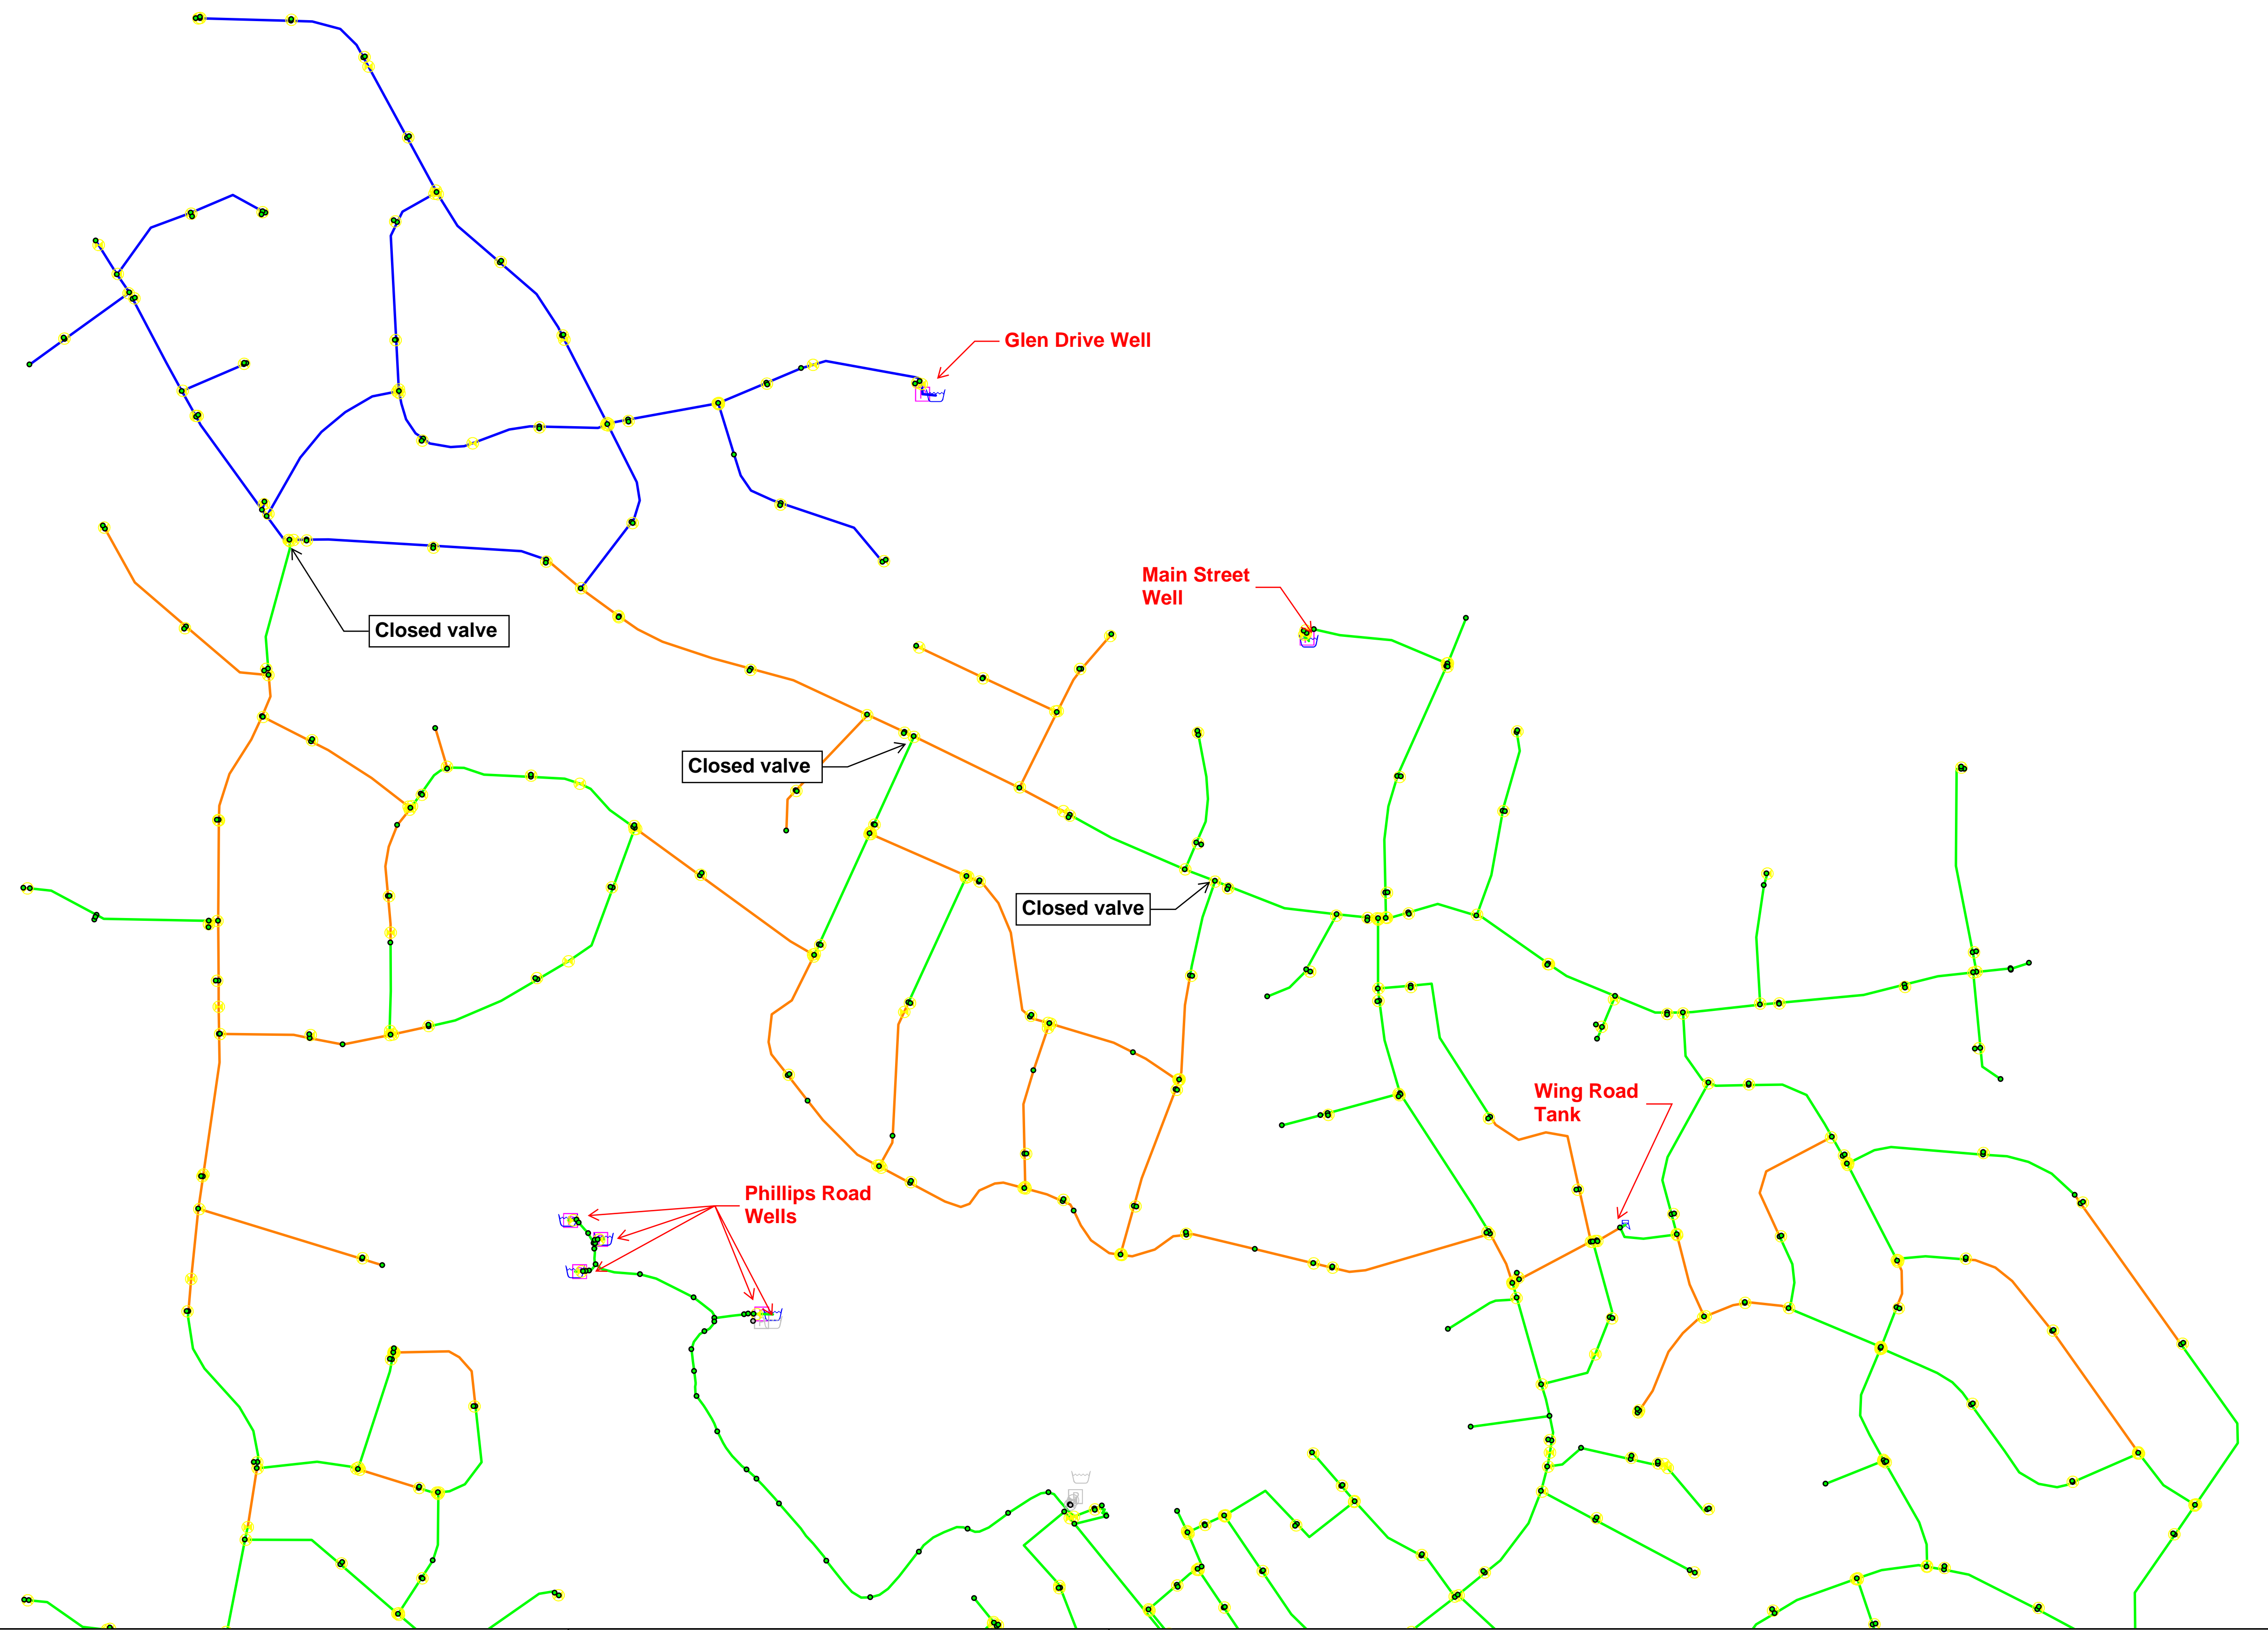 Glen Drive Well
Main Street
Well
Closed valve
Closed valve
Closed valve
Wing Road
Tank
Phillips Road
Wells